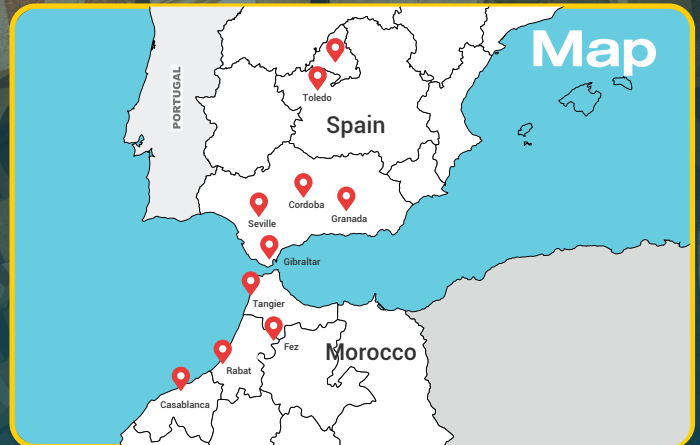 Map
PORTUGAL
Toledo
Spain
Cordoba
Seville
Granada
Gibraltar
Tangier
Fez
Morocco
Rabat
Casablanca